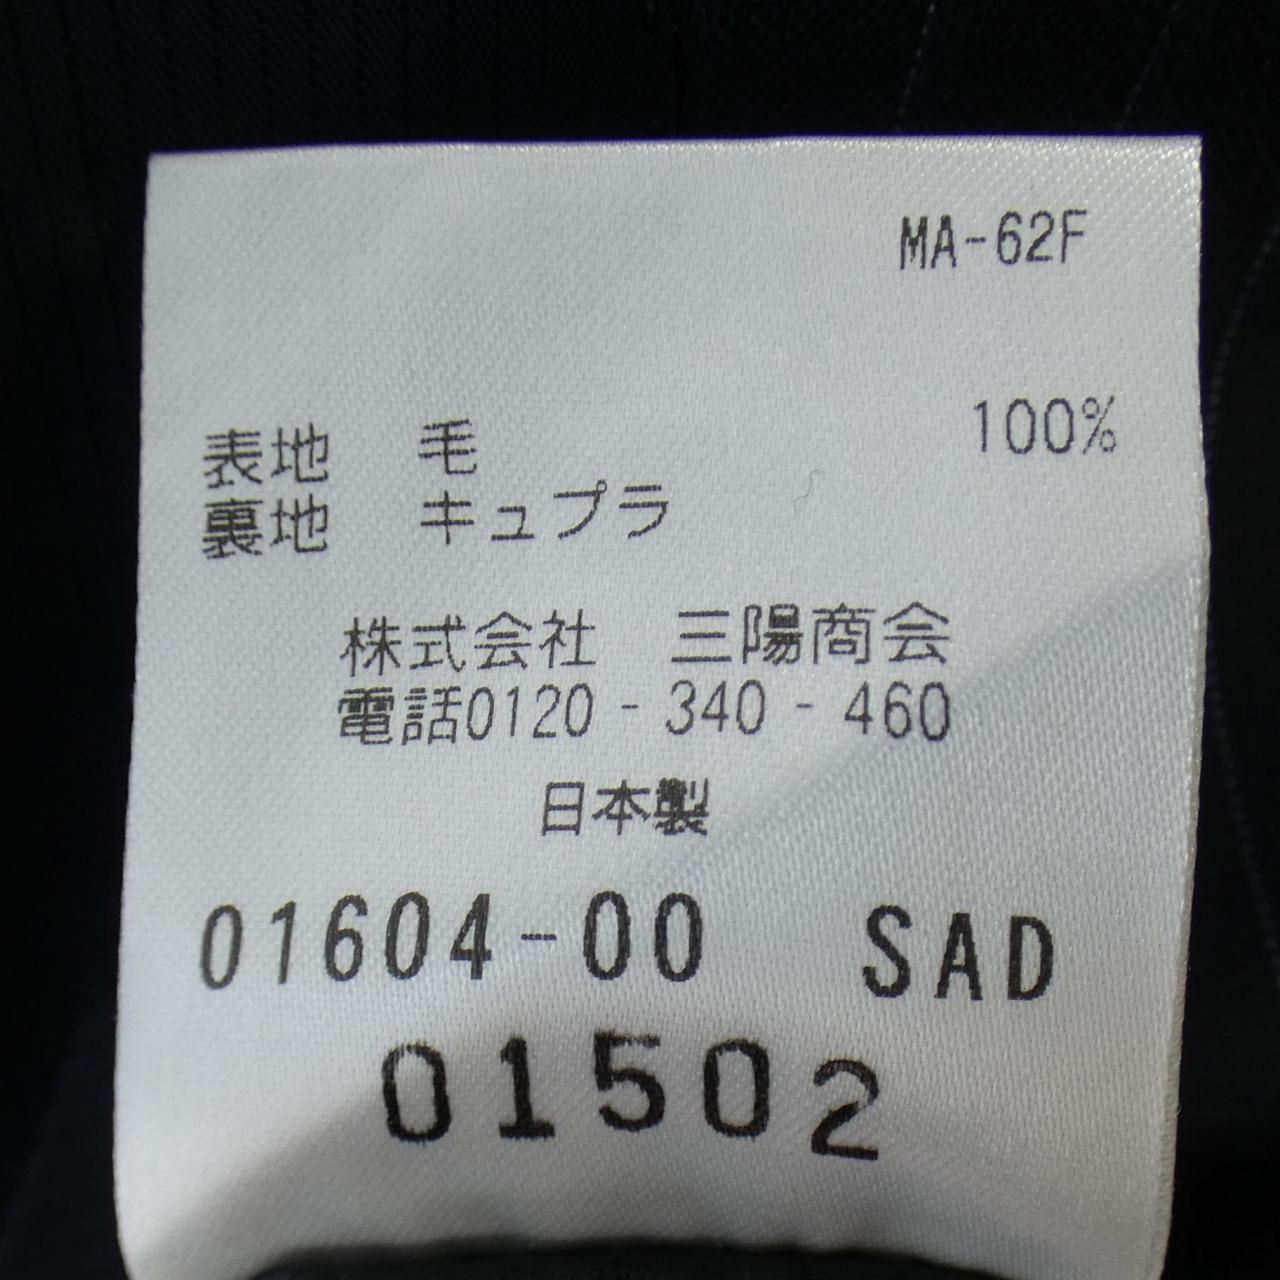 MA-62F
表地 毛 100%
裏地 キュプラ
株式会社 三陽商会
電話0120-340-460
日本製
01604-00 SAD
01502